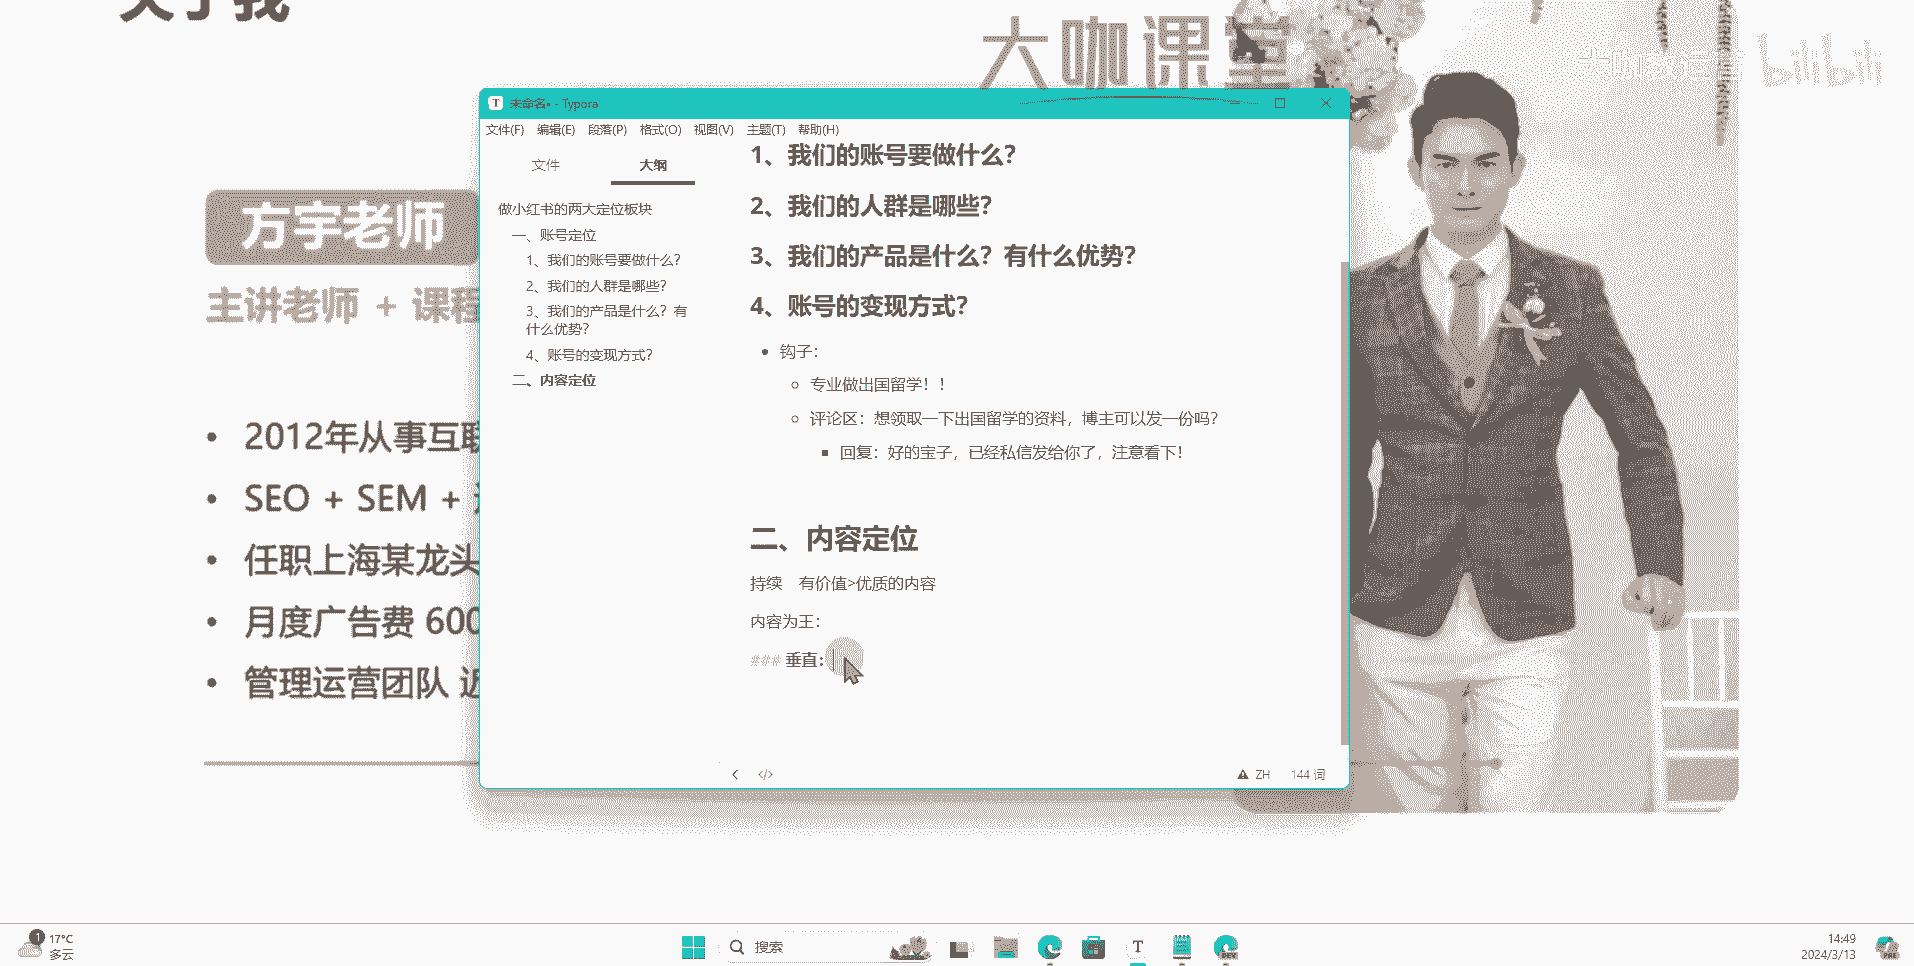 关于我
大咖课堂
bilibili
方宇老师
主讲老师 + 课程
• 2012年从事互联
• SEO + SEM +
• 任职上海某龙头
• 月度广告费 600
• 管理运营团队 近
未命名• - Typora
文件(F) 编辑(E) 段落(P) 格式(O) 视图(V) 主题(T) 帮助(H)
文件 大纲
做小红书的两大定位板块
一、账号定位
1、我们的账号要做什么？
2、我们的人群是哪些？
3、我们的产品是什么？有
什么优势？
4、账号的变现方式？
二、内容定位
1、我们的账号要做什么？
2、我们的人群是哪些？
3、我们的产品是什么？有什么优势？
4、账号的变现方式？
• 钩子：
○ 专业做出国留学！！
○ 评论区：想领取一下出国留学的资料，博主可以发一份吗？
▪ 回复：好的宝子，已经私信发给你了，注意看下！
二、内容定位
持续 有价值>优质的内容
内容为王：
### 垂直：
ZH 144 词
1 17°C
多云
搜索
T
DEV
14:49
2024/3/13
PRE